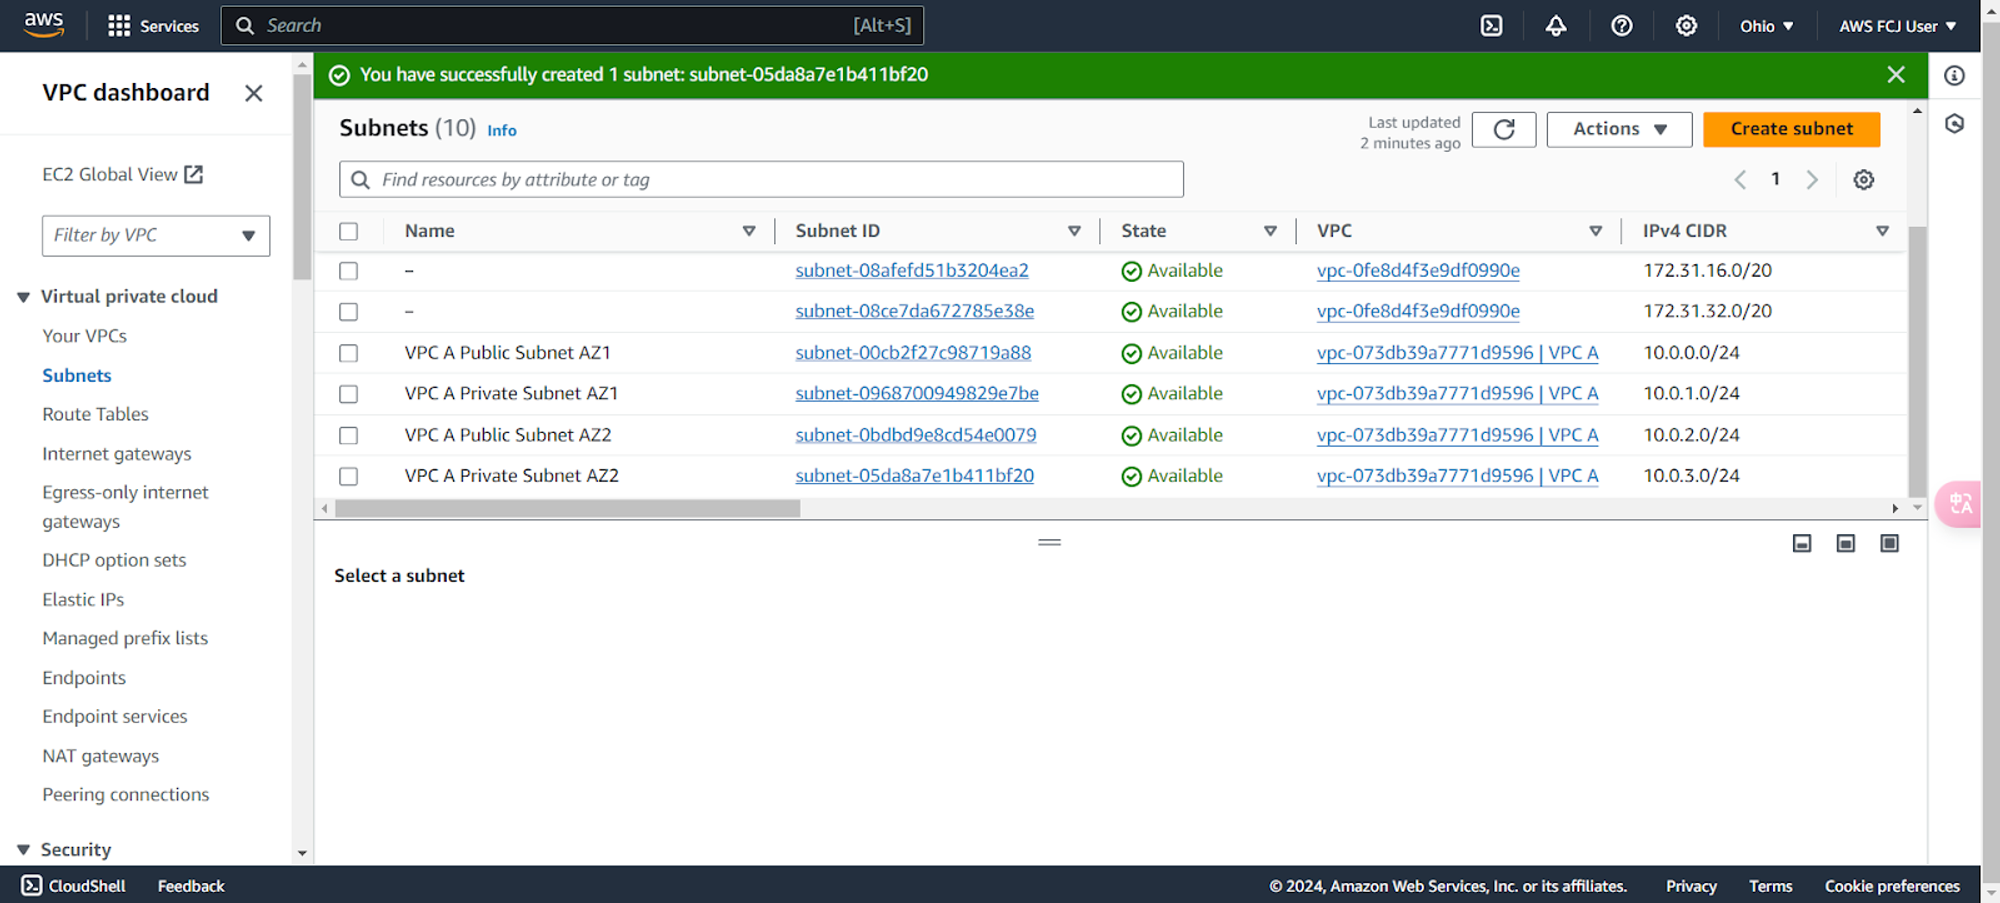 aws Services Search [Alt+S] Ohio AWS FCJ User
VPC dashboard
EC2 Global View
Filter by VPC
Virtual private cloud
Your VPCs
Subnets
Route Tables
Internet gateways
Egress-only internet
gateways
DHCP option sets
Elastic IPs
Managed prefix lists
Endpoints
Endpoint services
NAT gateways
Peering connections
Security
You have successfully created 1 subnet: subnet-05da8a7e1b411bf20
Subnets (10) Info
Last updated
2 minutes ago
Actions
Create subnet
Find resources by attribute or tag
1
Name Subnet ID State VPC IPv4 CIDR
– subnet-08afefd51b3204ea2 Available vpc-0fe8d4f3e9df0990e 172.31.16.0/20
– subnet-08ce7da672785e38e Available vpc-0fe8d4f3e9df0990e 172.31.32.0/20
VPC A Public Subnet AZ1 subnet-00cb2f27c98719a88 Available vpc-073db39a7771d9596 | VPC A 10.0.0.0/24
VPC A Private Subnet AZ1 subnet-0968700949829e7be Available vpc-073db39a7771d9596 | VPC A 10.0.1.0/24
VPC A Public Subnet AZ2 subnet-0bdbd9e8cd54e0079 Available vpc-073db39a7771d9596 | VPC A 10.0.2.0/24
VPC A Private Subnet AZ2 subnet-05da8a7e1b411bf20 Available vpc-073db39a7771d9596 | VPC A 10.0.3.0/24
中A
Select a subnet
CloudShell Feedback © 2024, Amazon Web Services, Inc. or its affiliates. Privacy Terms Cookie preferences